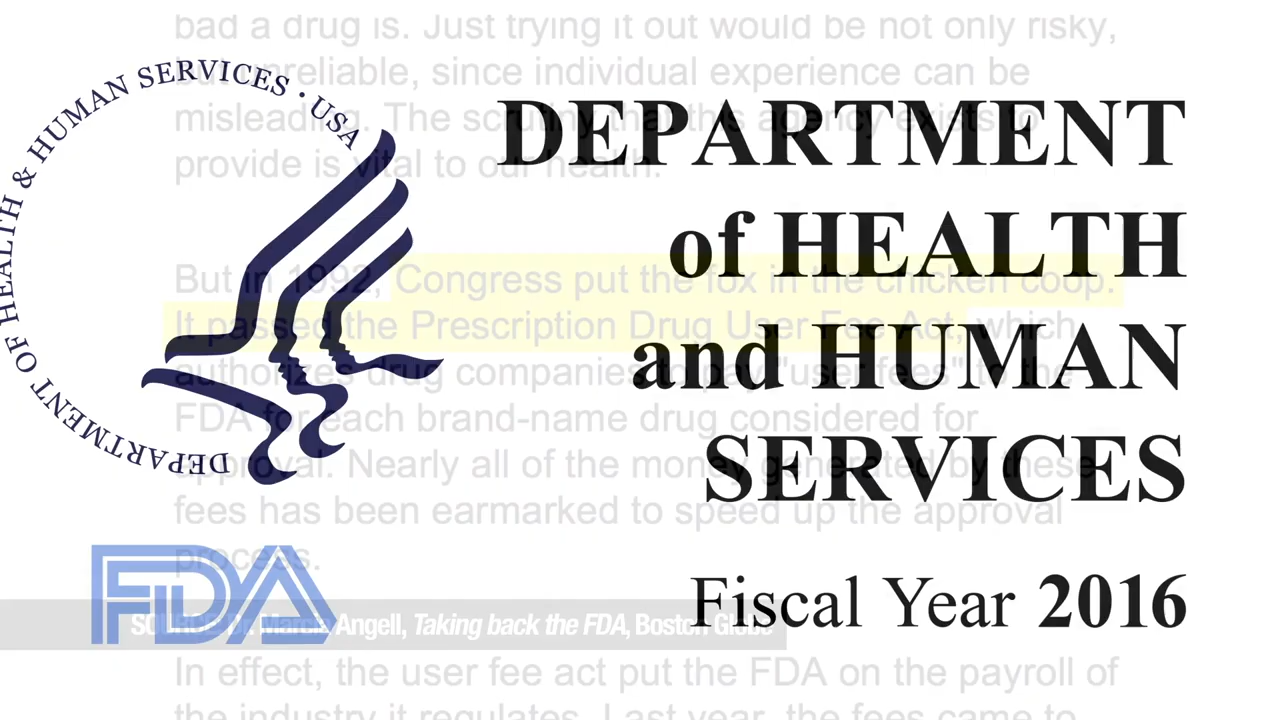 bad a drug is. Just trying it out would be not only risky,
unreliable, since individual experience can be
misleading. The scrutiny that this agency exists to
provide is vital to our health.
But in 1992, Congress put the fox in the chicken coop.
It passed the Prescription Drug User Fee Act, which
authorizes drug companies to pay "user fees" to the
FDA for each brand-name drug considered for
approval. Nearly all of the money generated by these
fees has been earmarked to speed up the approval
process.
SOURCE: Dr. Marcia Angell, Taking back the FDA, Boston Globe
In effect, the user fee act put the FDA on the payroll of
the industry it regulates. Last year, the fees came to
DEPARTMENT OF HEALTH & HUMAN SERVICES · USA
DEPARTMENT
of HEALTH
and HUMAN
SERVICES
Fiscal Year 2016
FDA